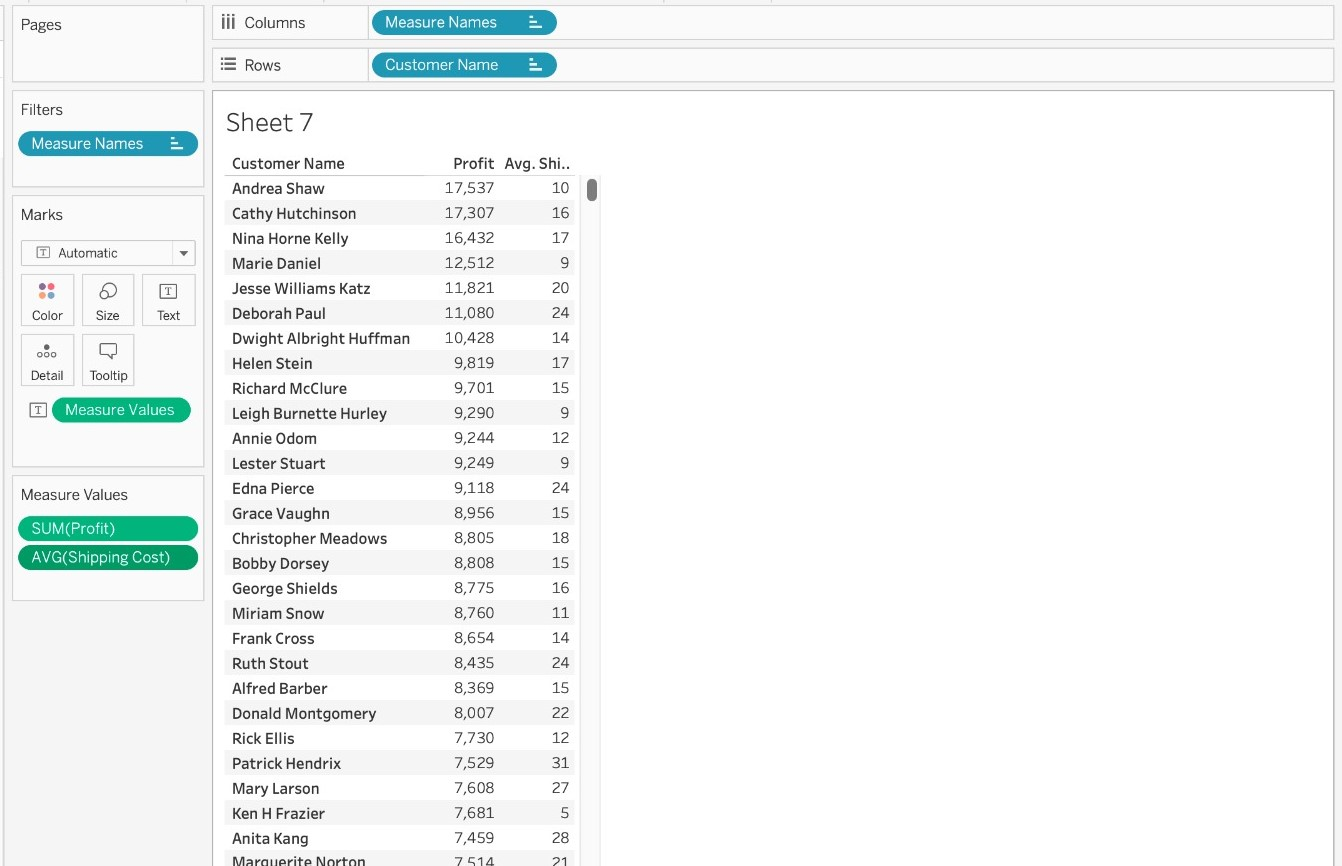 Pages
Columns Measure Names
Rows Customer Name
Filters
Measure Names
Marks
T Automatic
Color Size T Text
Detail Tooltip
T Measure Values
Measure Values
SUM(Profit)
AVG(Shipping Cost)
Sheet 7
Customer Name Profit Avg. Shi..
Andrea Shaw 17,537 10
Cathy Hutchinson 17,307 16
Nina Horne Kelly 16,432 17
Marie Daniel 12,512 9
Jesse Williams Katz 11,821 20
Deborah Paul 11,080 24
Dwight Albright Huffman 10,428 14
Helen Stein 9,819 17
Richard McClure 9,701 15
Leigh Burnette Hurley 9,290 9
Annie Odom 9,244 12
Lester Stuart 9,249 9
Edna Pierce 9,118 24
Grace Vaughn 8,956 15
Christopher Meadows 8,805 18
Bobby Dorsey 8,808 15
George Shields 8,775 16
Miriam Snow 8,760 11
Frank Cross 8,654 14
Ruth Stout 8,435 24
Alfred Barber 8,369 15
Donald Montgomery 8,007 22
Rick Ellis 7,730 12
Patrick Hendrix 7,529 31
Mary Larson 7,608 27
Ken H Frazier 7,681 5
Anita Kang 7,459 28
Marguerite Norton 7,514 21